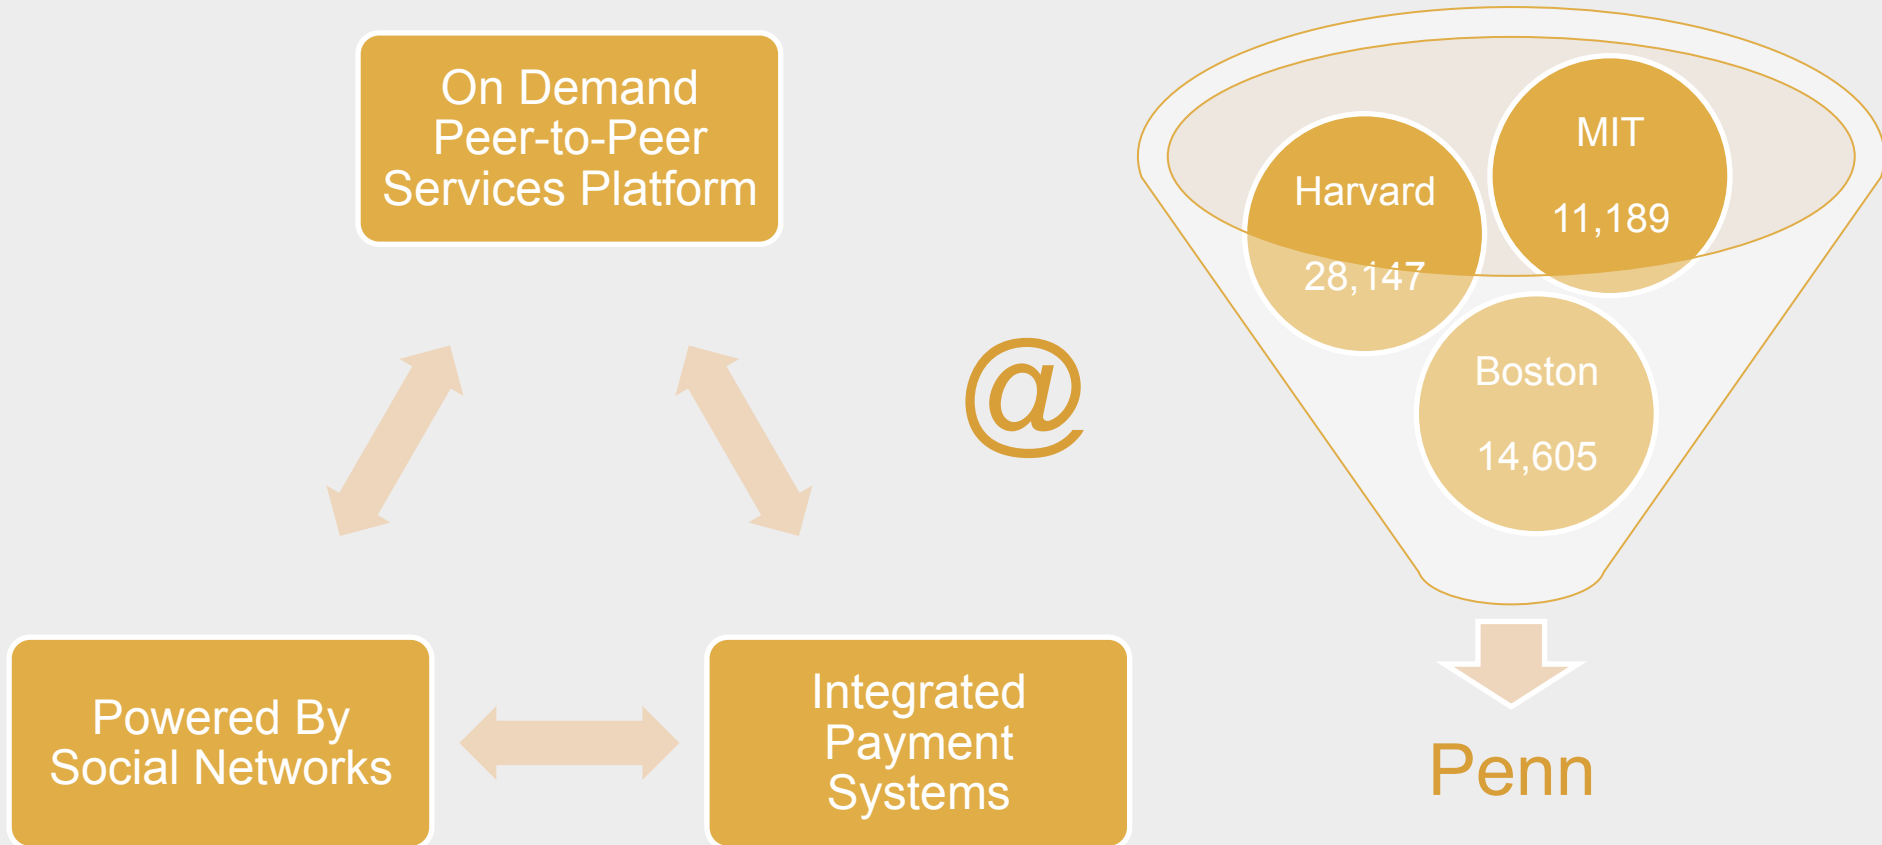 On Demand
Peer-to-Peer
Services Platform
Powered By
Social Networks
Integrated
Payment
Systems
@
Harvard
28,147
MIT
11,189
Boston
14,605
Penn